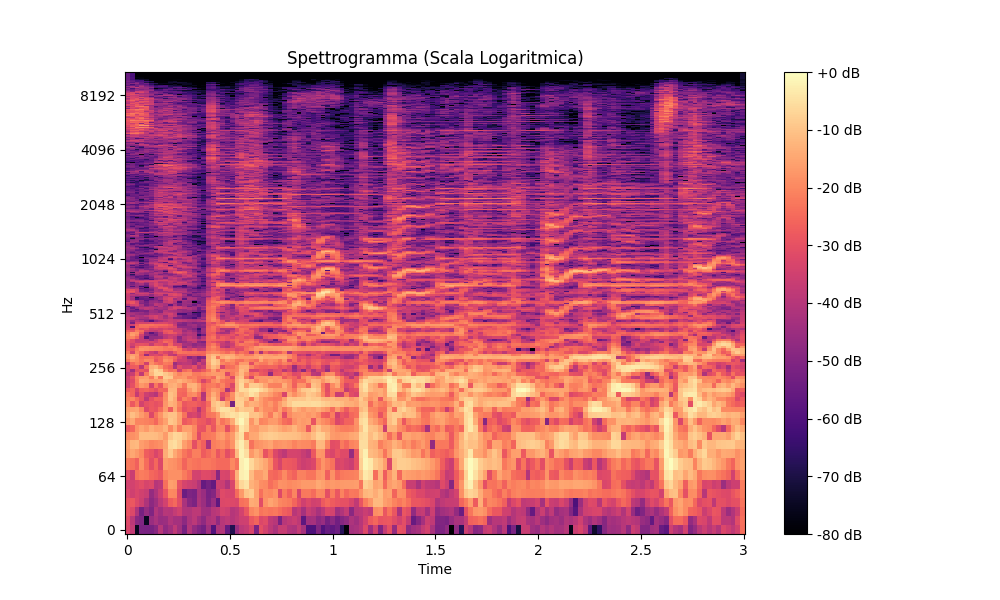 Spettrogramma (Scala Logaritmica)
Hz
8192
4096
2048
1024
512
256
128
64
0
0 0.5 1 1.5 2 2.5 3
Time
+0 dB
-10 dB
-20 dB
-30 dB
-40 dB
-50 dB
-60 dB
-70 dB
-80 dB